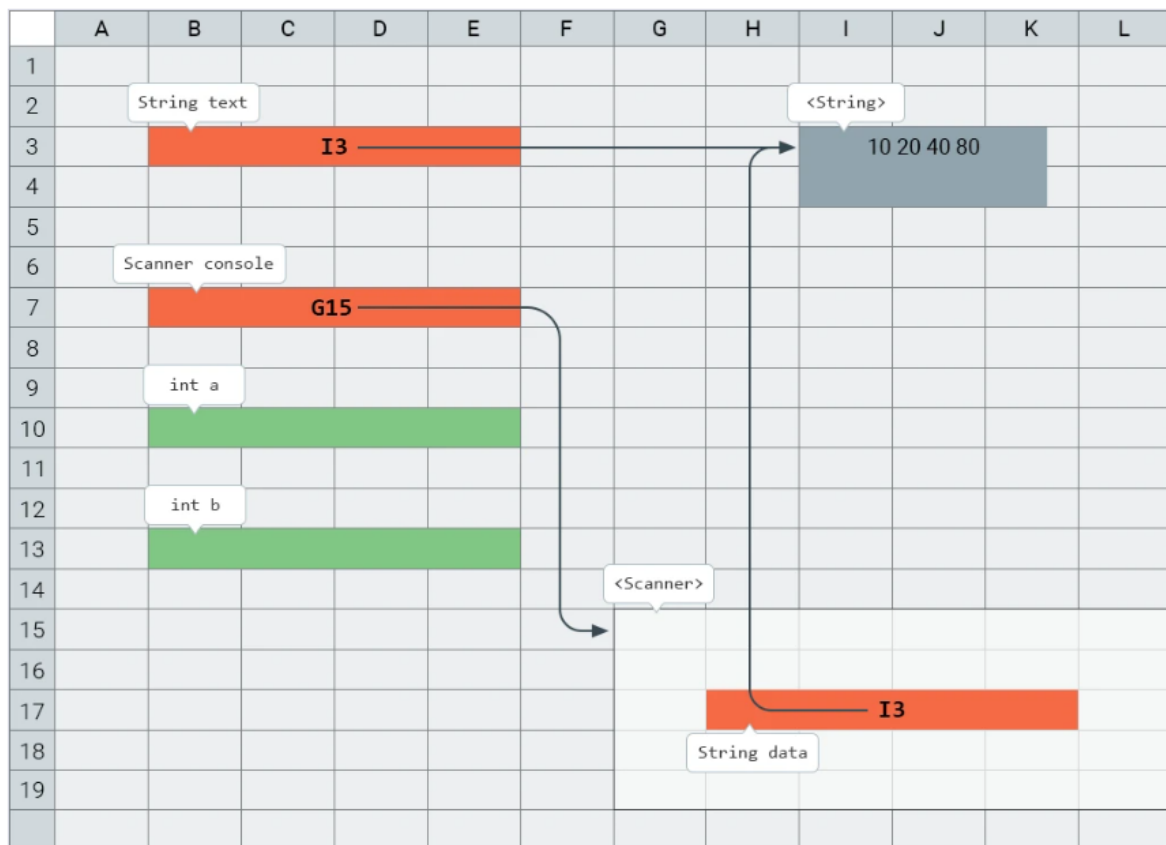 A B C D E F G H I J K L
1
2 String text <String>
3 I3 10 20 40 80
4
5
6 Scanner console
7 G15
8
9 int a
10
11
12 int b
13
14 <Scanner>
15
16
17 I3
18 String data
19